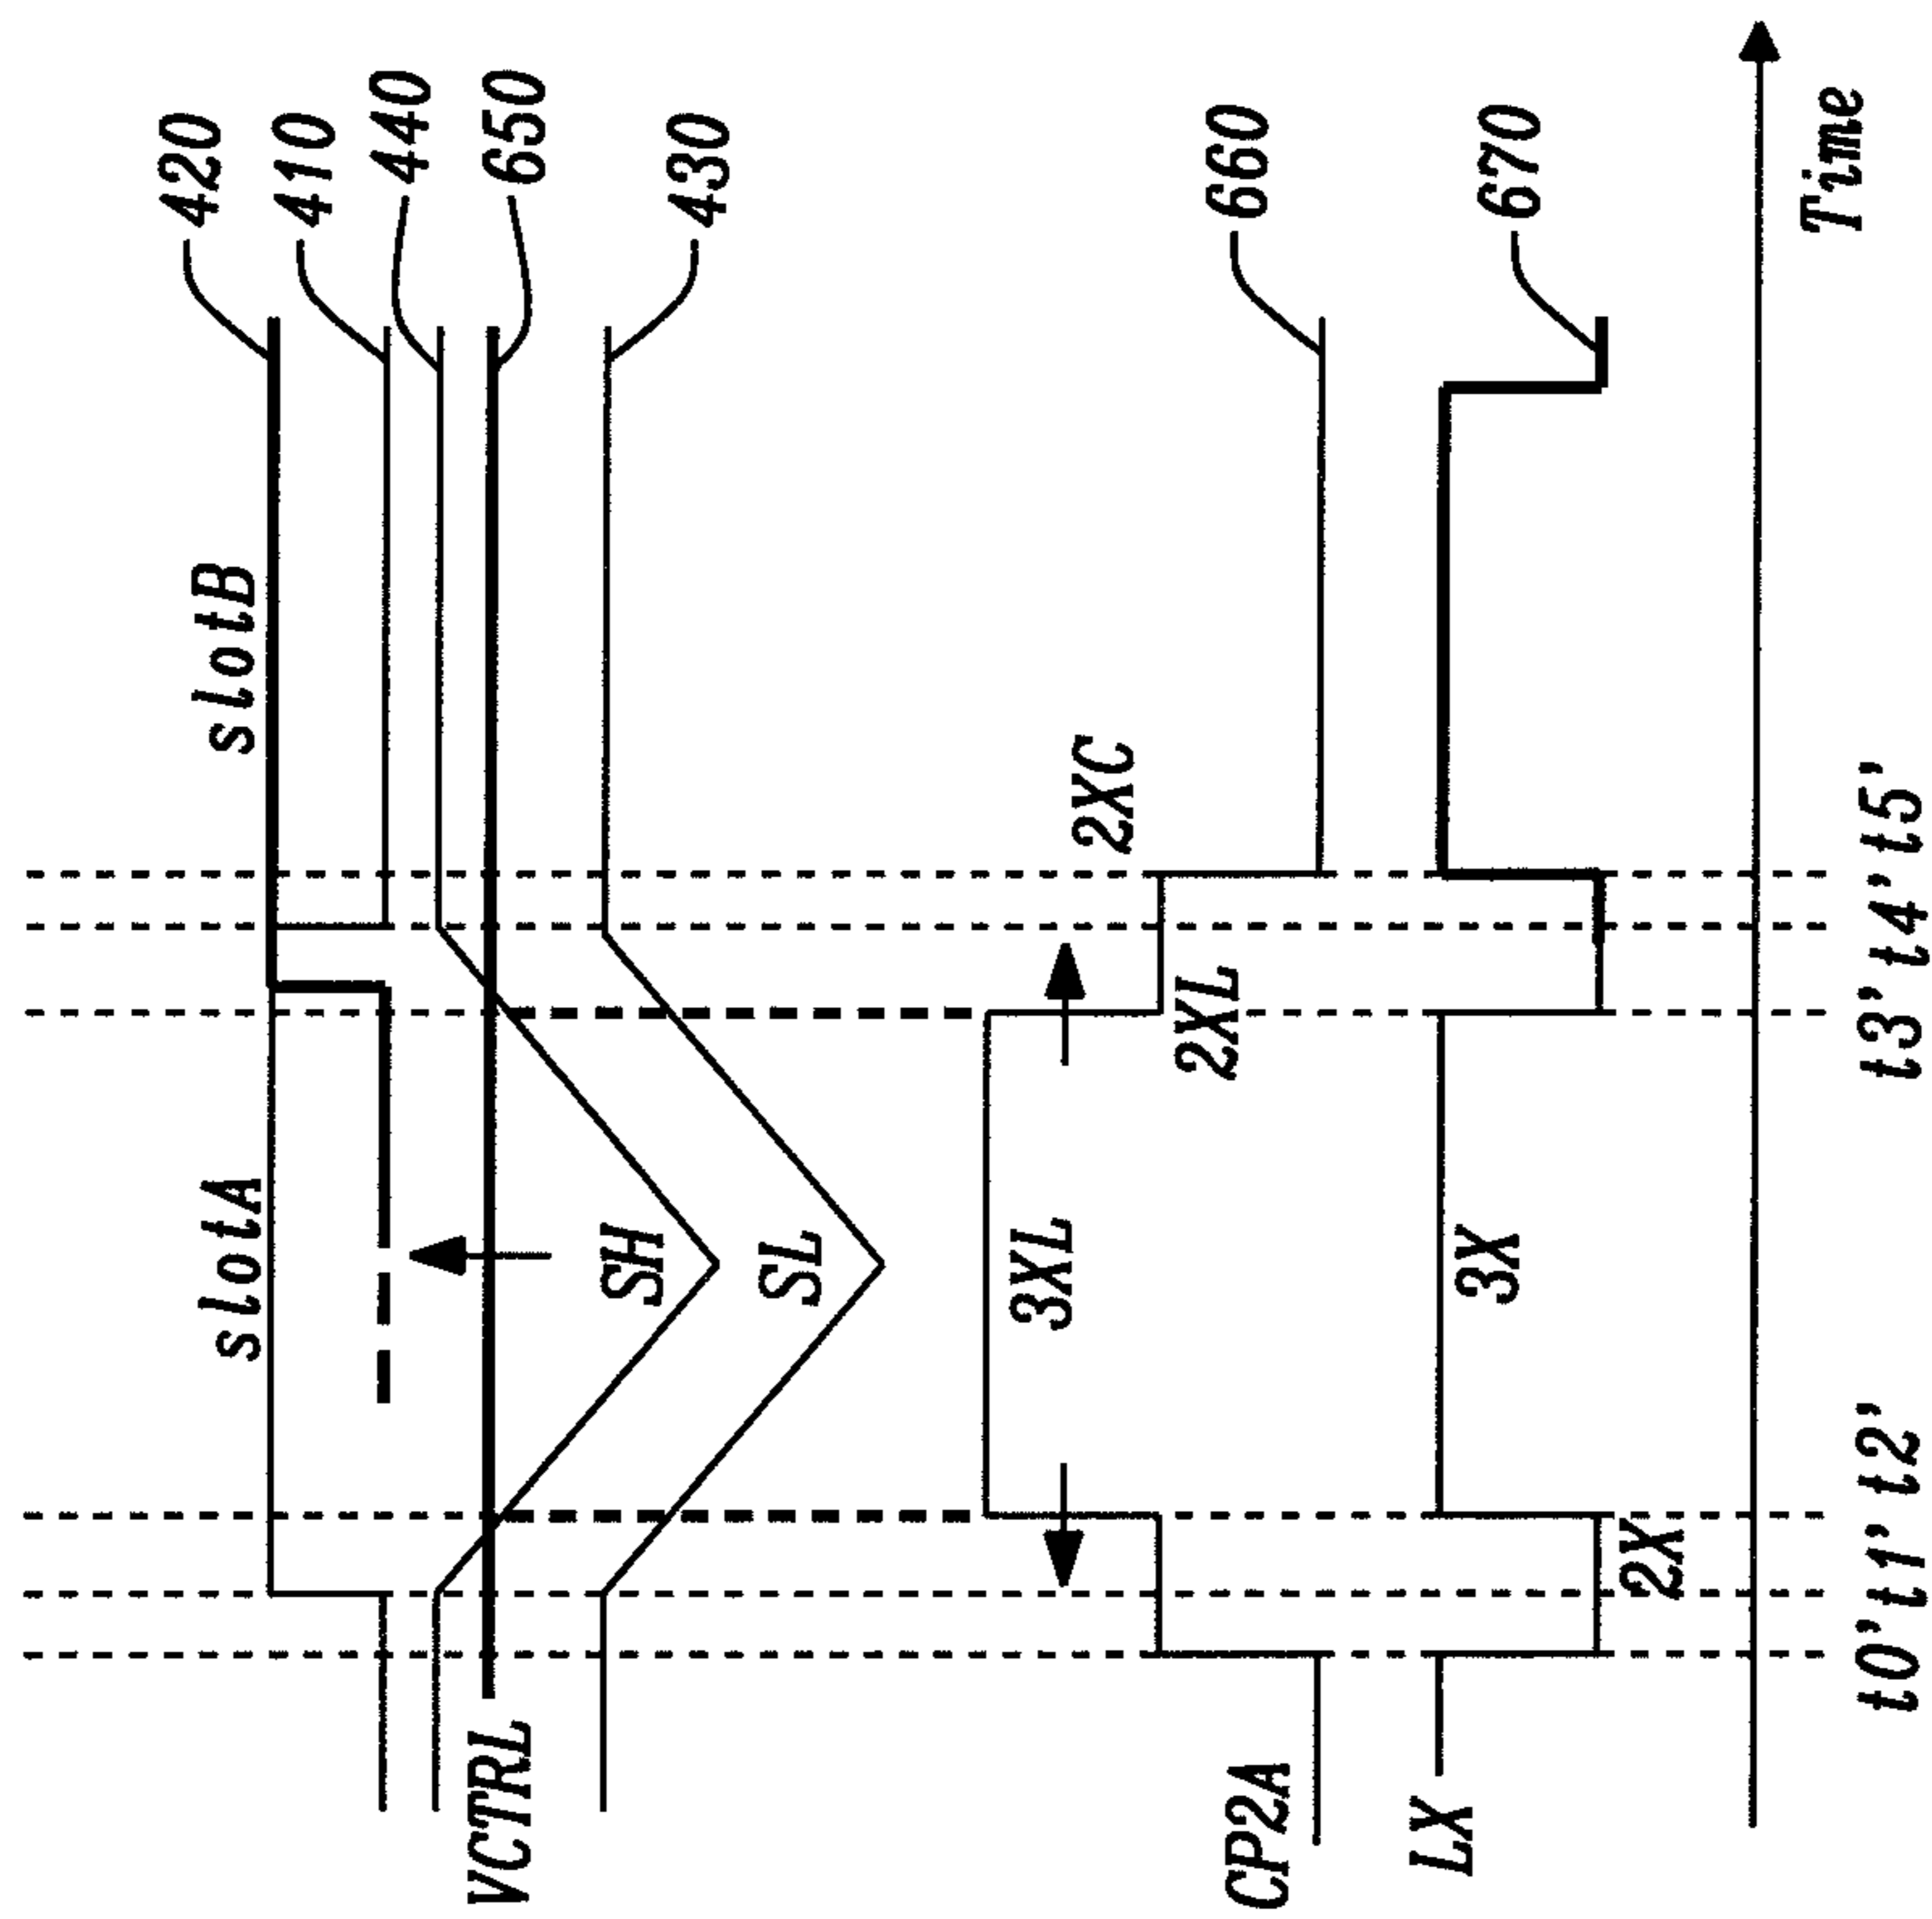 slotA
slotB
420
410
440
650
430
VCTRL
SH
SL
3XL
2XC
2XL
CP2A
660
LX
3X
2X
670
Time
t0' t1' t2'
t3' t4' t5'